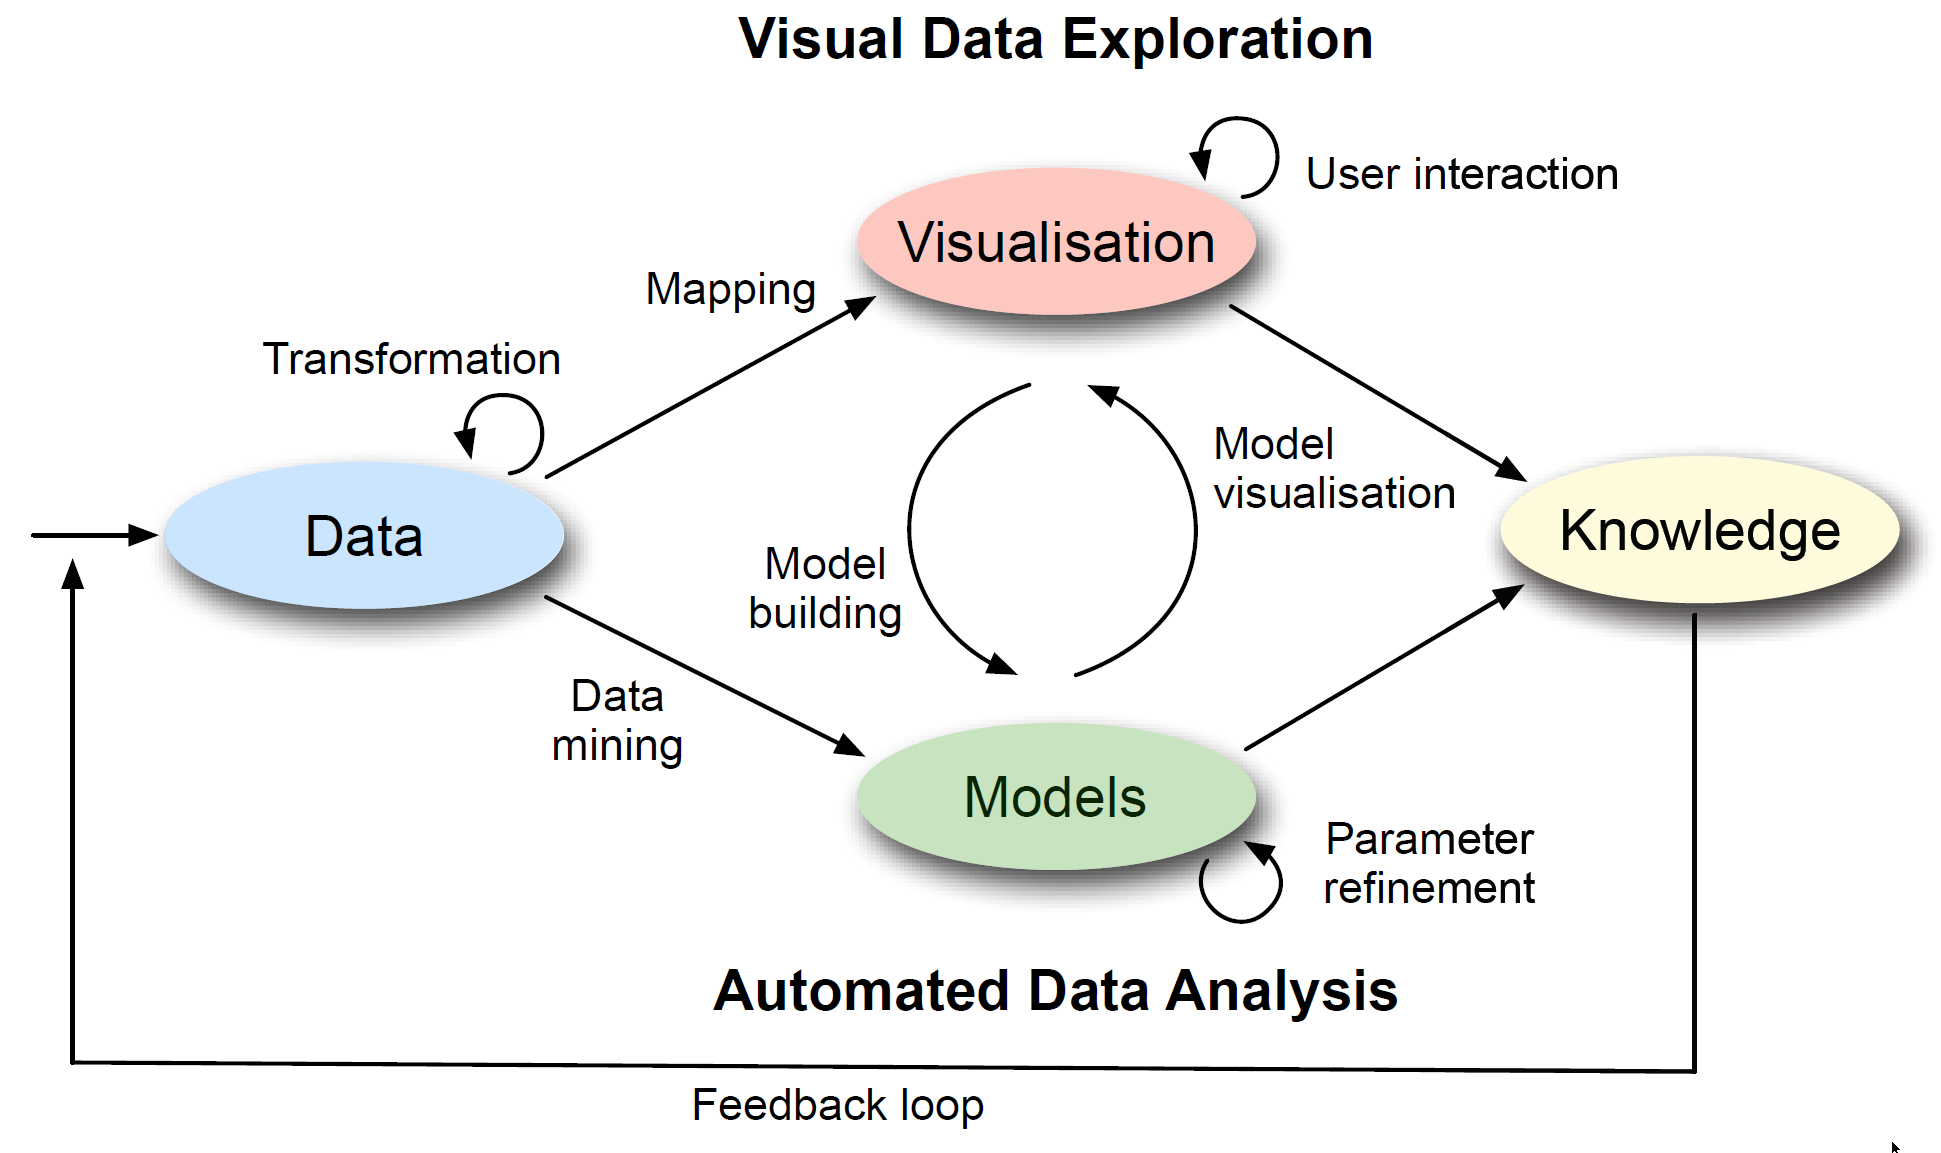 Visual Data Exploration
User interaction
Visualisation
Mapping
Transformation
Model
visualisation
Data
Knowledge
Model
building
Data
mining
Models
Parameter
refinement
Automated Data Analysis
Feedback loop